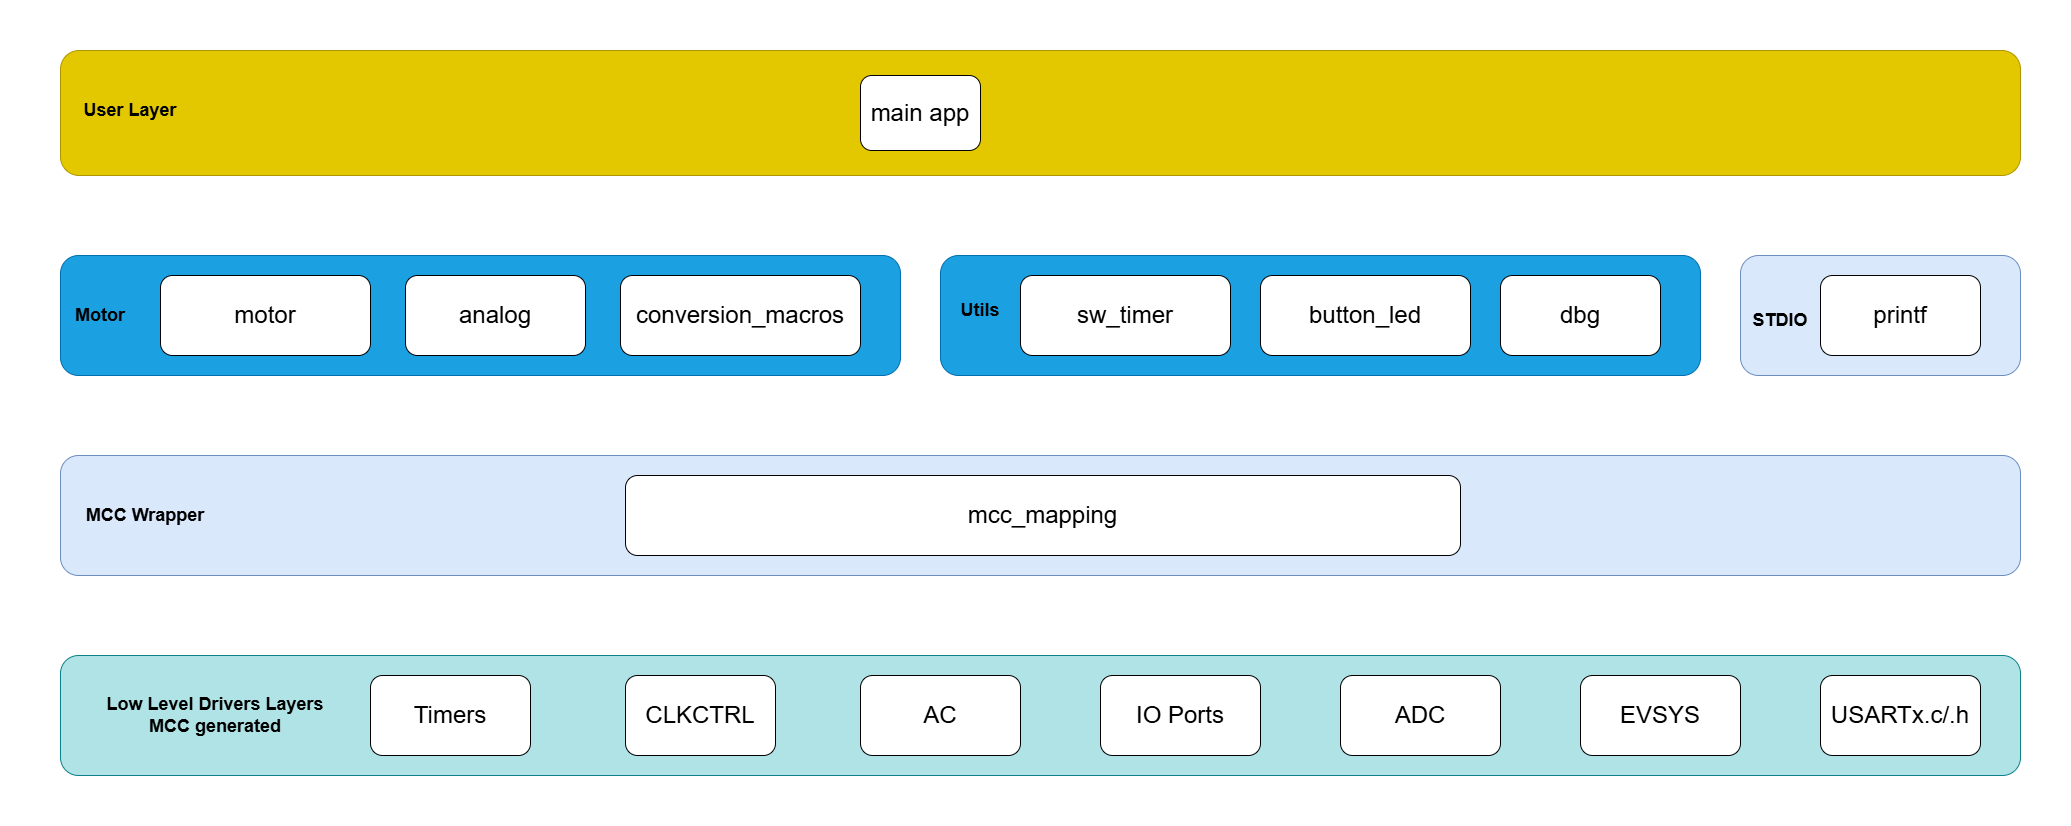 User Layer
main app
Motor
motor
analog
conversion_macros
Utils
sw_timer
button_led
dbg
STDIO
printf
MCC Wrapper
mcc_mapping
Low Level Drivers Layers
MCC generated
Timers
CLKCTRL
AC
IO Ports
ADC
EVSYS
USARTx.c/.h